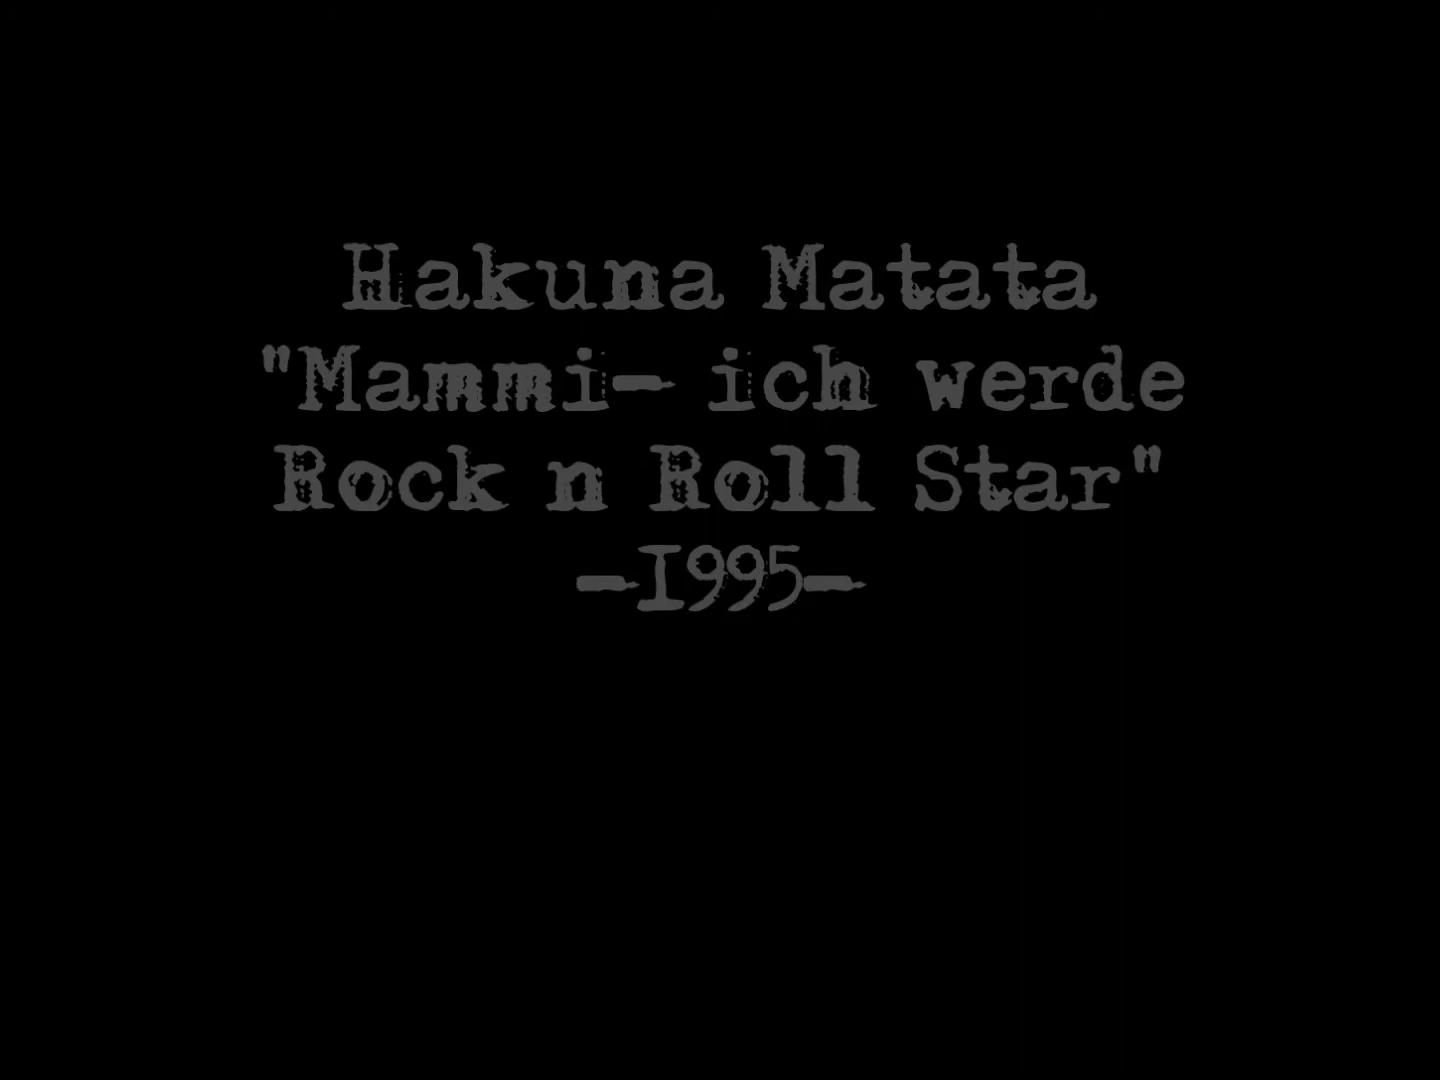 Hakuna Matata
"Mammi- ich werde
Rock n Roll Star"
-1995-